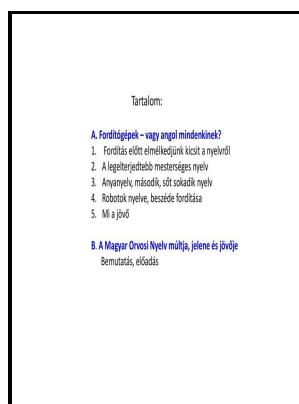 Tartalom:
A. Fordítógépek – vagy angol mindenkinek?
1. Fordítás előtt elmélkedjünk kicsit a nyelvről
2. A legelterjedtebb mesterséges nyelv
3. Anyanyelv, második, sőt sokadik nyelv
4. Robotok nyelve, beszéde fordítása
5. Mi a jövő
B. A Magyar Orvosi Nyelv múltja, jelene és jövője
Bemutatás, előadás